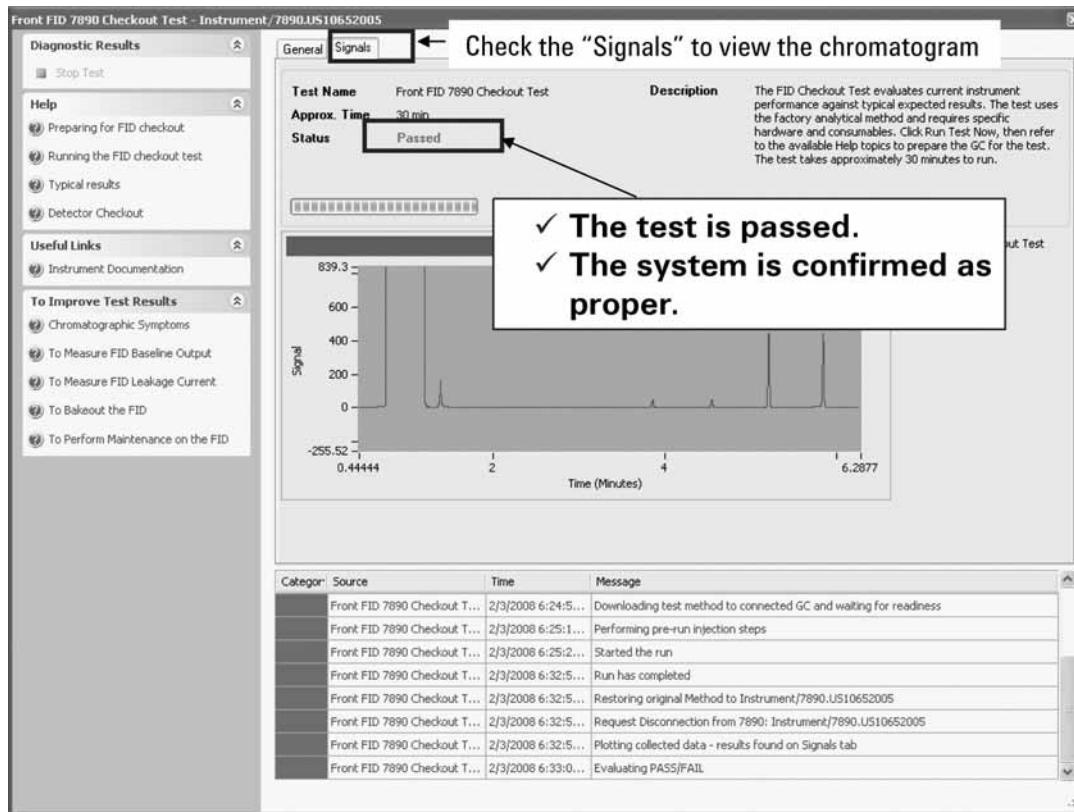 Front FID 7890 Checkout Test - Instrument/7890.US10652005
Diagnostic Results
Stop Test
Help
Preparing for FID checkout
Running the FID checkout test
Typical results
Detector Checkout
Useful Links
Instrument Documentation
To Improve Test Results
Chromatographic Symptoms
To Measure FID Baseline Output
To Measure FID Leakage Current
To Bakeout the FID
To Perform Maintenance on the FID
General Signals
Check the “Signals” to view the chromatogram
Test Name Front FID 7890 Checkout Test
Approx. Time 30 min
Status Passed
Description The FID Checkout Test evaluates current instrument
performance against typical expected results. The test uses
the factory analytical method and requires specific
hardware and consumables. Click Run Test Now, then refer
to the available Help topics to prepare the GC for the test.
The test takes approximately 30 minutes to run.
✓ The test is passed.
✓ The system is confirmed as
proper.
out Test
839.3
600
400
200
0
-255.52
Signal
0.44444 2 4 6.2877
Time (Minutes)
Categor Source Time Message
Front FID 7890 Checkout T... 2/3/2008 6:24:5... Downloading test method to connected GC and waiting for readiness
Front FID 7890 Checkout T... 2/3/2008 6:25:1... Performing pre-run injection steps
Front FID 7890 Checkout T... 2/3/2008 6:25:2... Started the run
Front FID 7890 Checkout T... 2/3/2008 6:32:5... Run has completed
Front FID 7890 Checkout T... 2/3/2008 6:32:5... Restoring original Method to Instrument/7890.US10652005
Front FID 7890 Checkout T... 2/3/2008 6:32:5... Request Disconnection from 7890: Instrument/7890.US10652005
Front FID 7890 Checkout T... 2/3/2008 6:32:5... Plotting collected data - results found on Signals tab
Front FID 7890 Checkout T... 2/3/2008 6:33:0... Evaluating PASS/FAIL